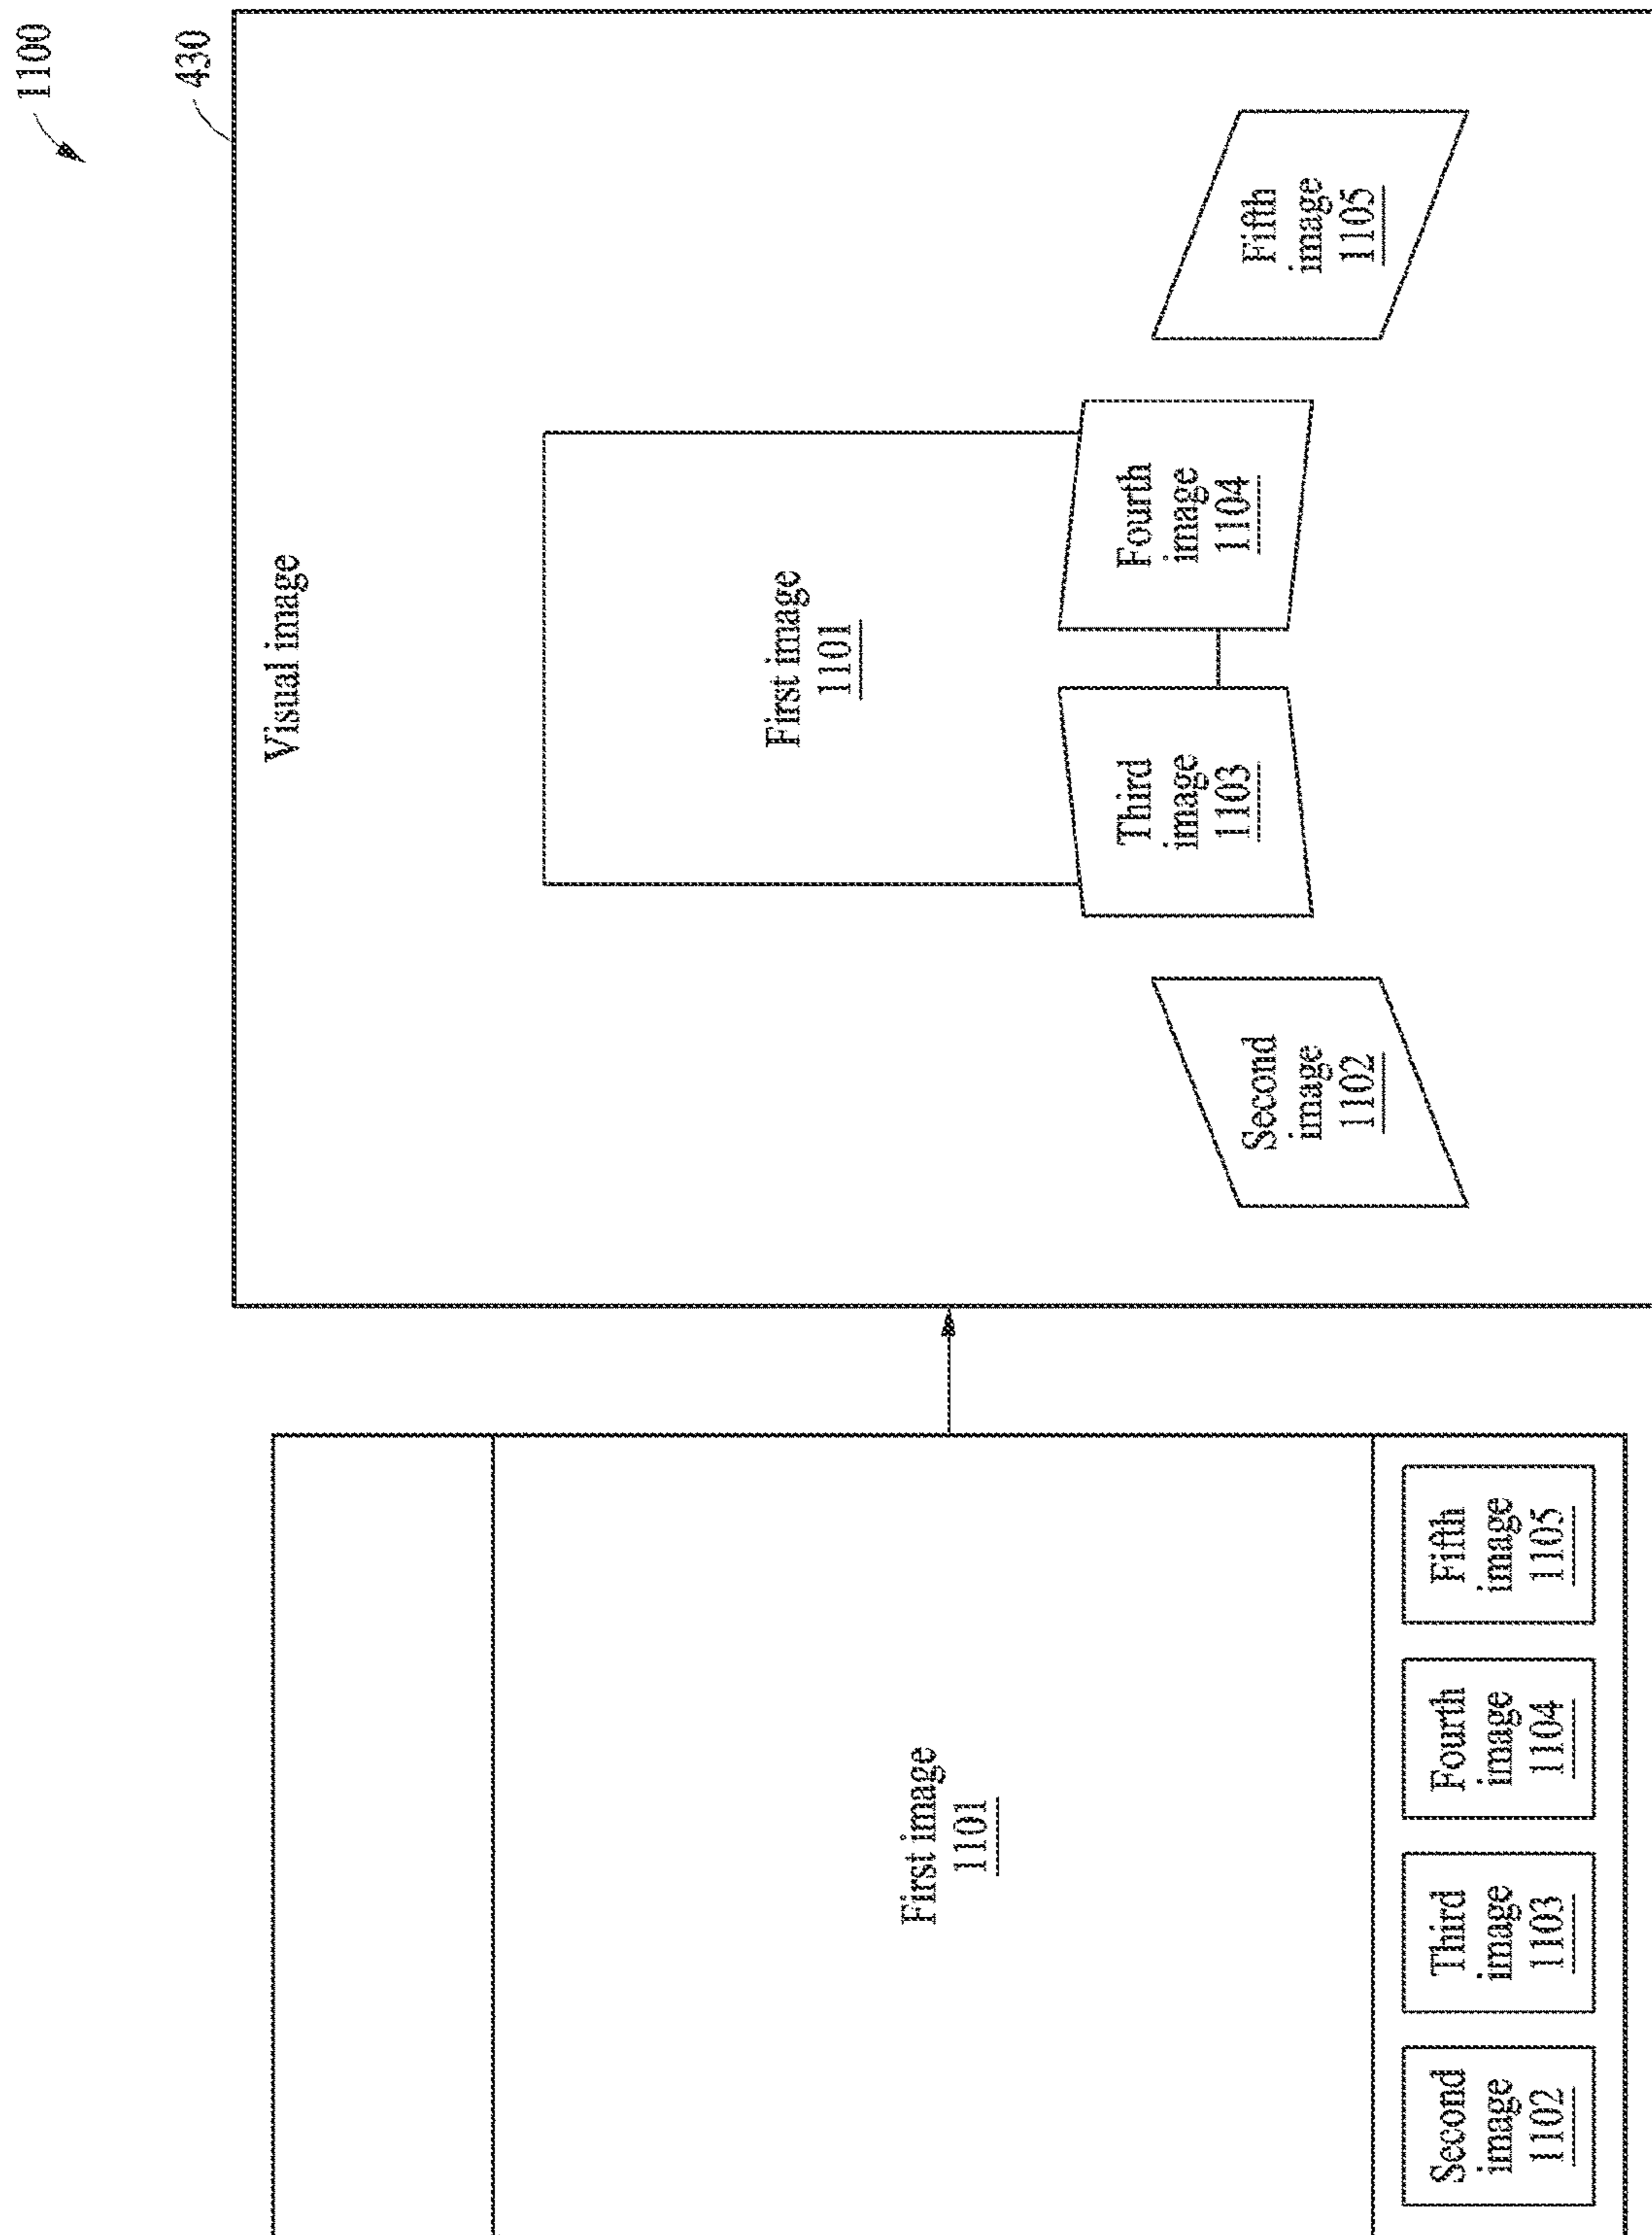 1100
430
Visual image
First image
1101
Second
image
1102
Third
image
1103
Fourth
image
1104
Fifth
image
1105
First image
1101
Second
image
1102
Third
image
1103
Fourth
image
1104
Fifth
image
1105